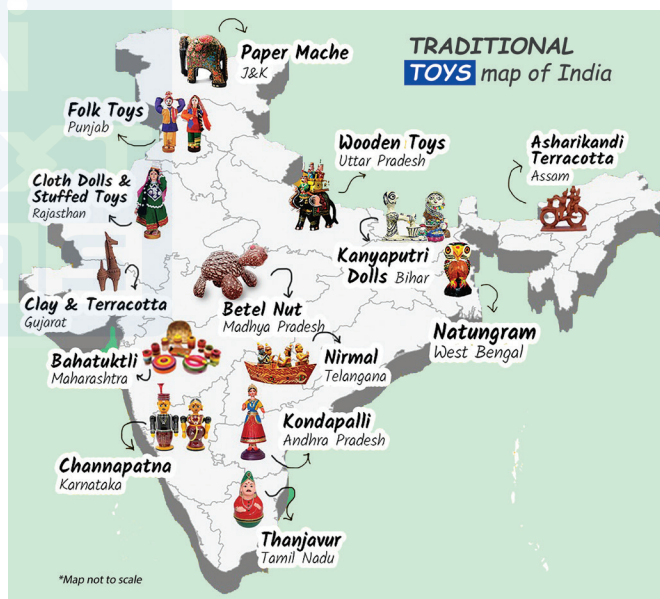 TRADITIONAL
TOYS map of India
Paper Mache
J&K
Folk Toys
Punjab
Wooden Toys
Uttar Pradesh
Asharikandi
Terracotta
Assam
Cloth Dolls &
Stuffed Toys
Rajasthan
Kanyaputri
Dolls Bihar
Clay & Terracotta
Gujarat
Betel Nut
Madhya Pradesh
Natungram
West Bengal
Bahatuktli
Maharashtra
Nirmal
Telangana
Kondapalli
Andhra Pradesh
Channapatna
Karnataka
Thanjavur
Tamil Nadu
*Map not to scale